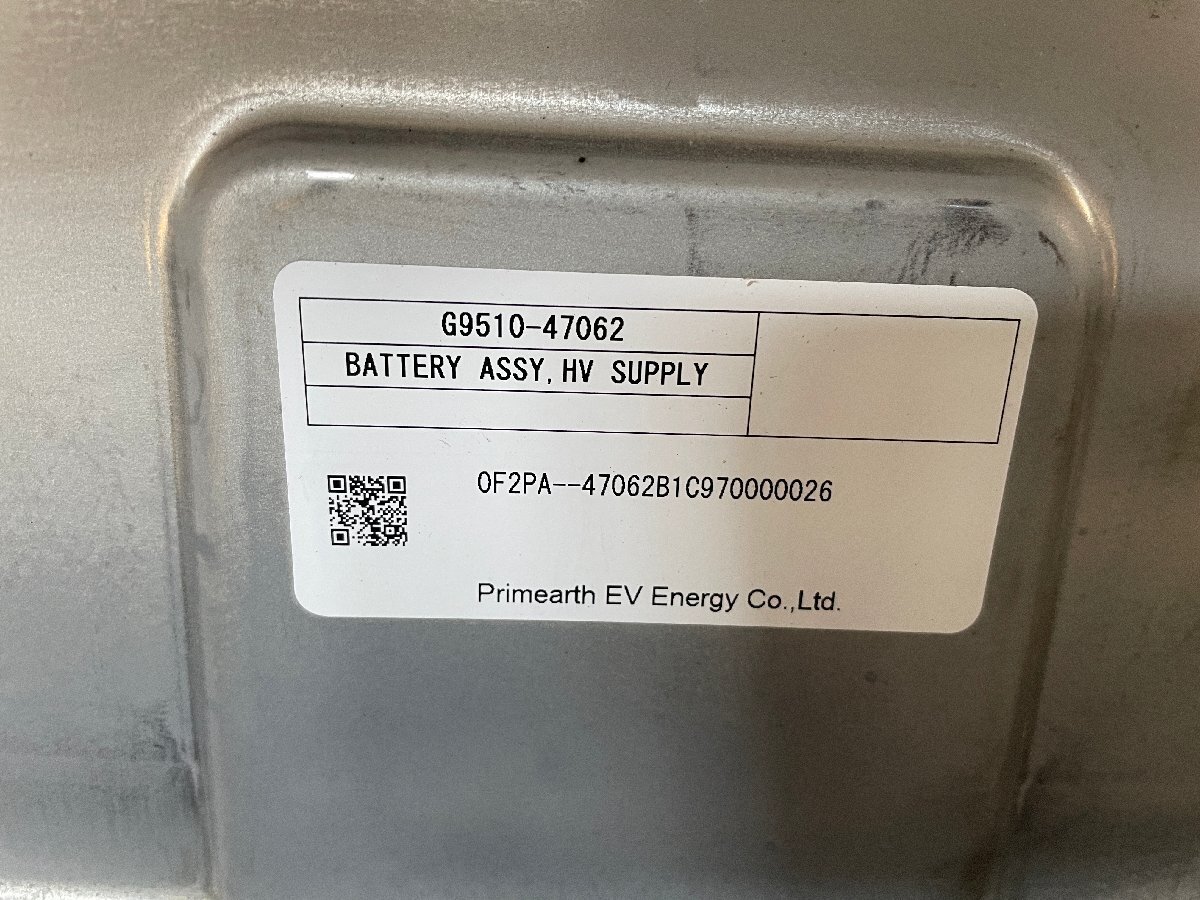 G9510-47062
BATTERY ASSY,HV SUPPLY
0F2PA--47062B1C970000026
Primearth EV Energy Co.,Ltd.